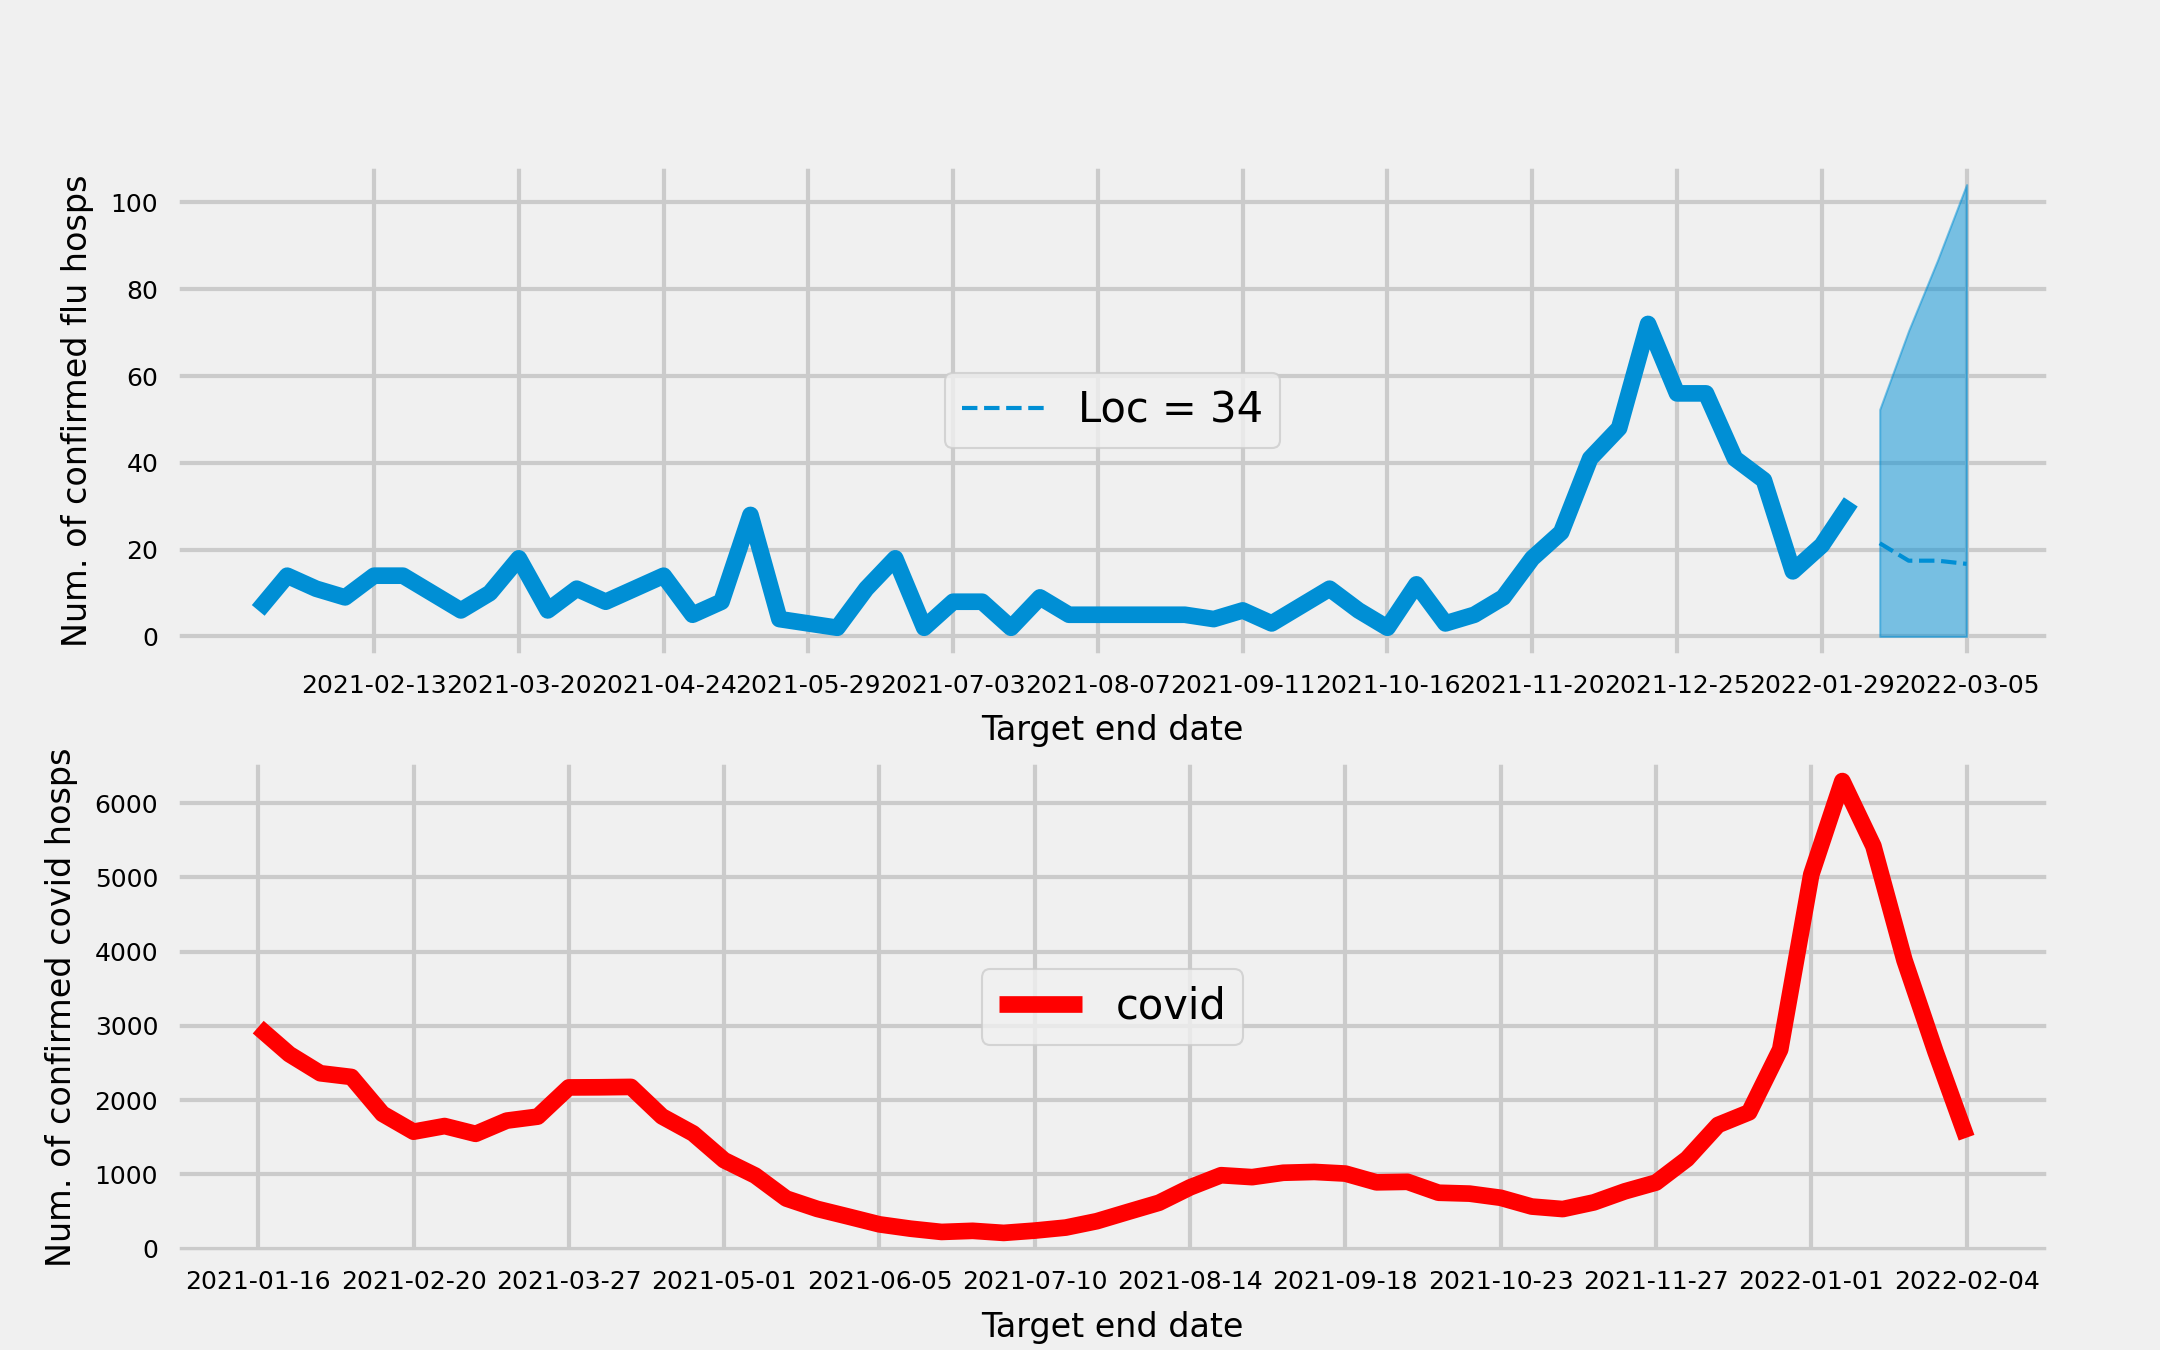 Num. of confirmed flu hosps
100
80
60
40
20
0
Loc = 34
2021-02-13 2021-03-20 2021-04-24 2021-05-29 2021-07-03 2021-08-07 2021-09-11 2021-10-16 2021-11-20 2021-12-25 2022-01-29 2022-03-05
Target end date
Num. of confirmed covid hosps
6000
5000
4000
3000
2000
1000
0
covid
2021-01-16 2021-02-20 2021-03-27 2021-05-01 2021-06-05 2021-07-10 2021-08-14 2021-09-18 2021-10-23 2021-11-27 2022-01-01 2022-02-04
Target end date